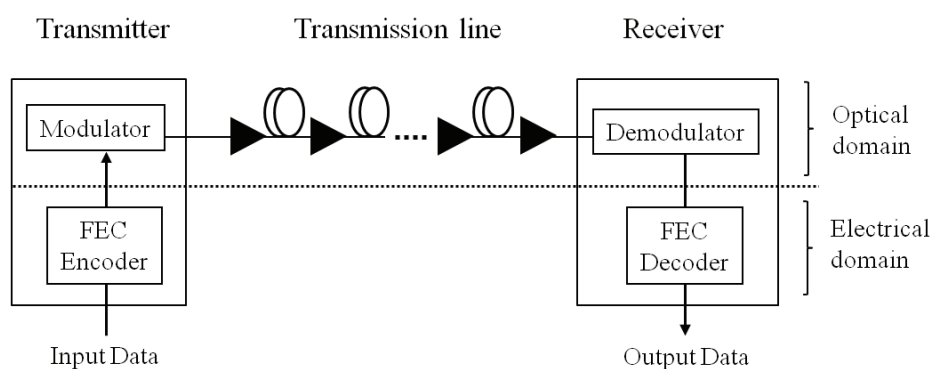 Transmitter
Transmission line
Receiver
Modulator
Demodulator
Optical
domain
FEC
Encoder
FEC
Decoder
Electrical
domain
Input Data
Output Data